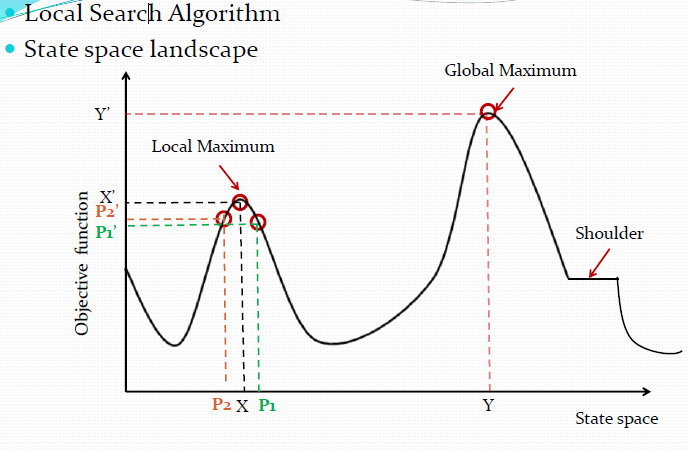 Local Search Algorithm
State space landscape
Global Maximum
Y'
Local Maximum
X'
P2'
P1'
Shoulder
Objective function
P2 X P1
Y
State space